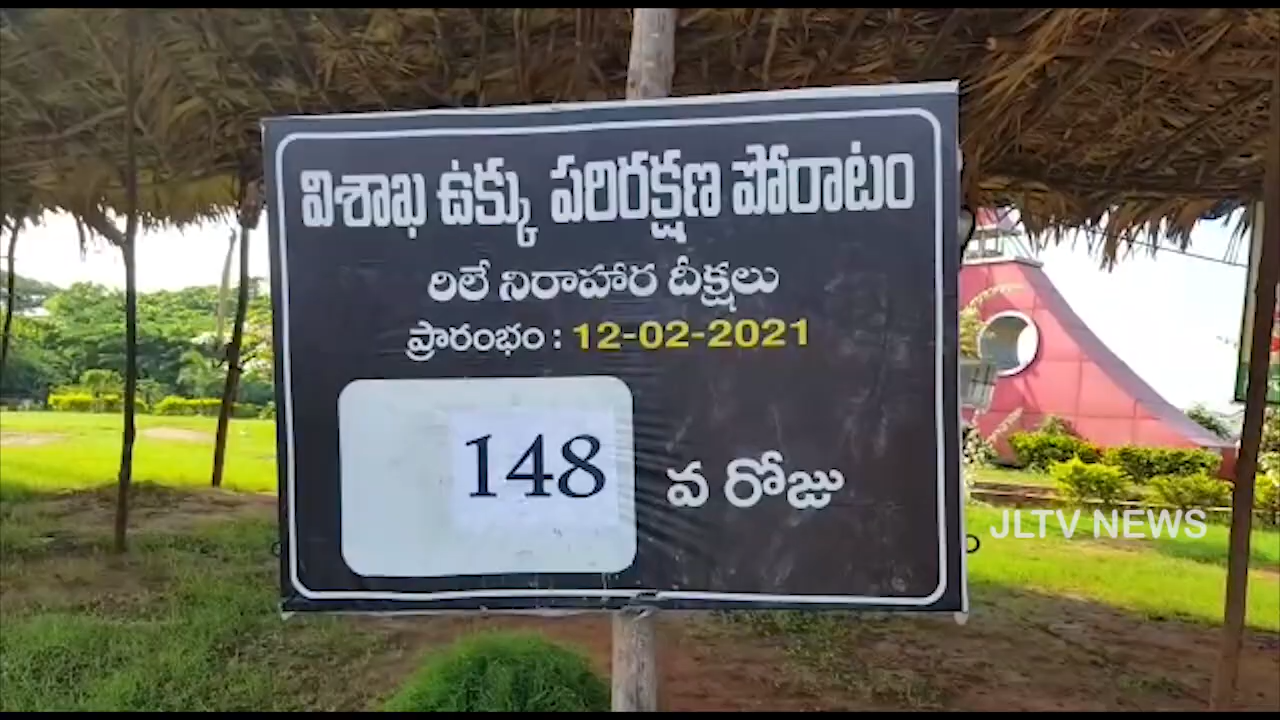 విశాఖ ఉక్కు పరిరక్షణ పోరాటం
రిలే నిరాహార దీక్షలు
ప్రారంభం : 12-02-2021
148 వ రోజు
JLTV NEWS